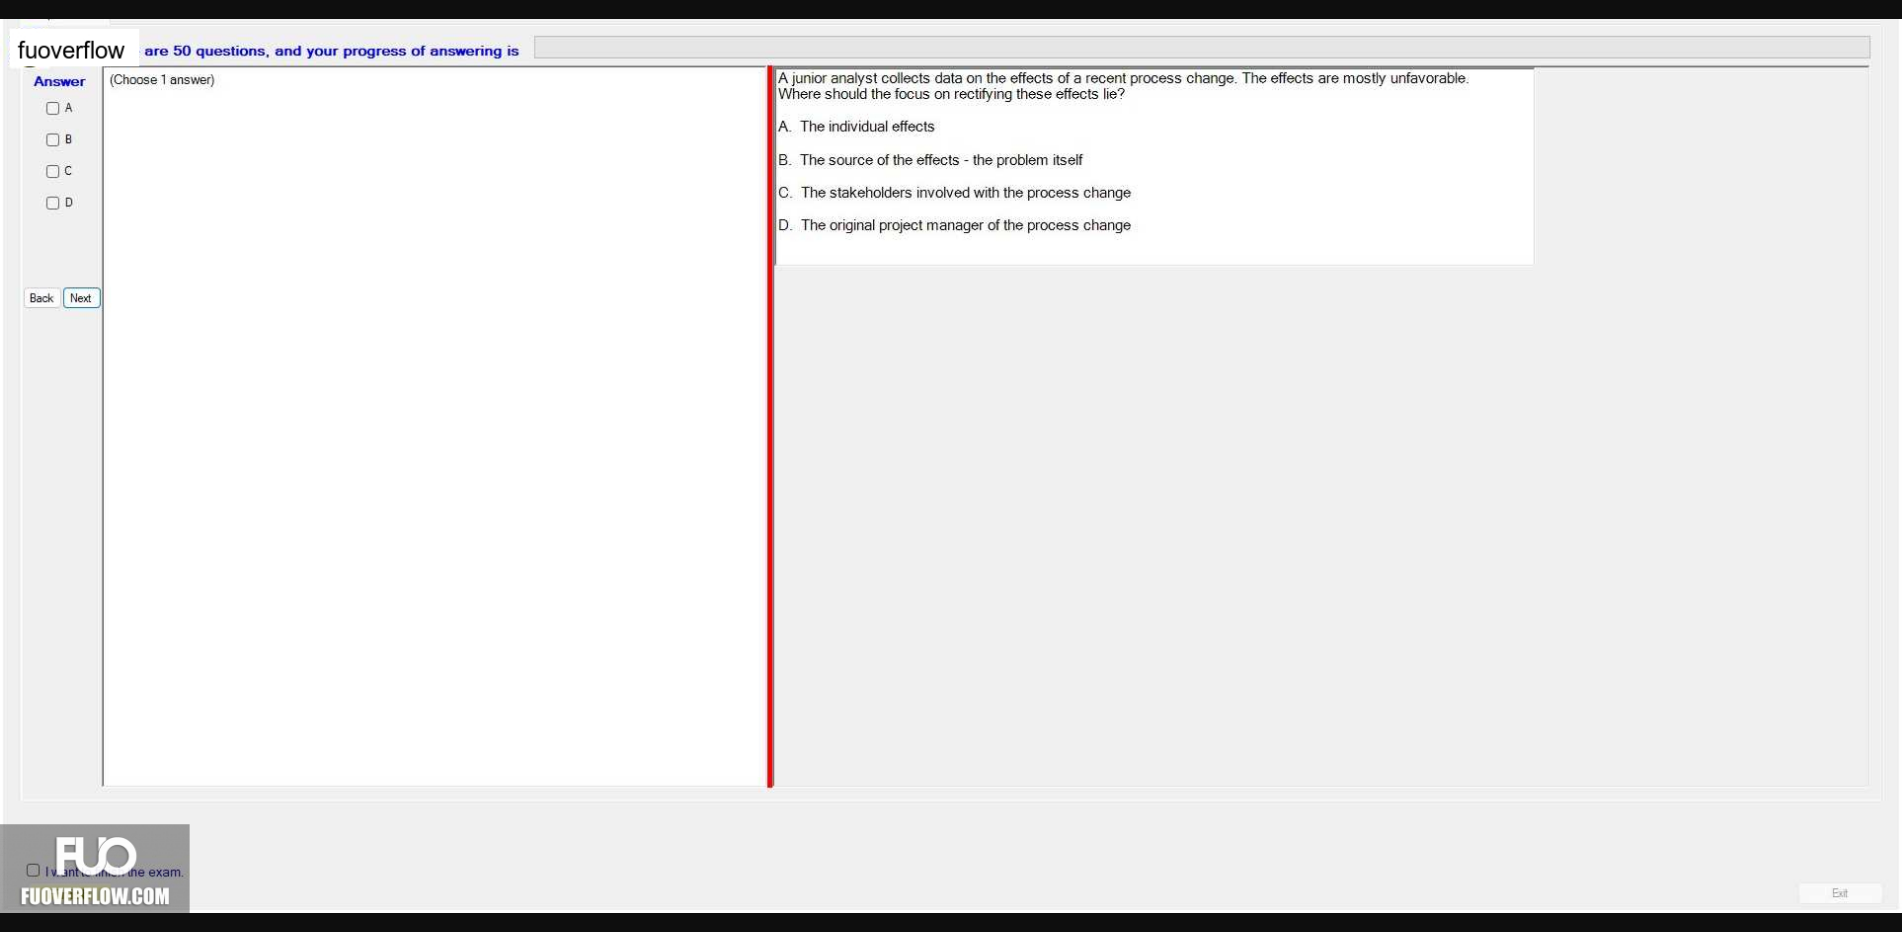 fuoverflow are 50 questions, and your progress of answering is
Answer
(Choose 1 answer)
A
B
C
D
Back Next
A junior analyst collects data on the effects of a recent process change. The effects are mostly unfavorable.
Where should the focus on rectifying these effects lie?
A. The individual effects
B. The source of the effects - the problem itself
C. The stakeholders involved with the process change
D. The original project manager of the process change
FUO
I want to finish the exam.
FUOVERFLOW.COM
Exit